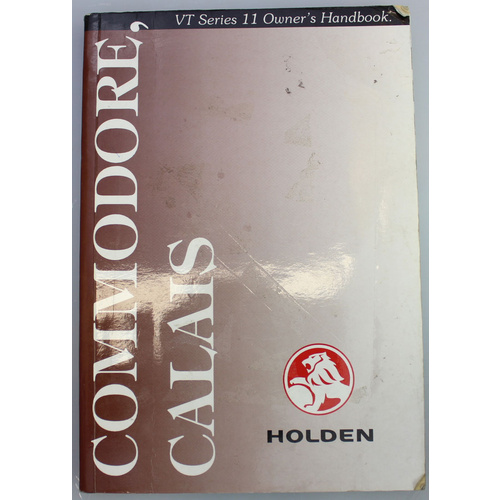 VT Series 11 Owner's Handbook.
COMMODORE,
CALAIS
HOLDEN